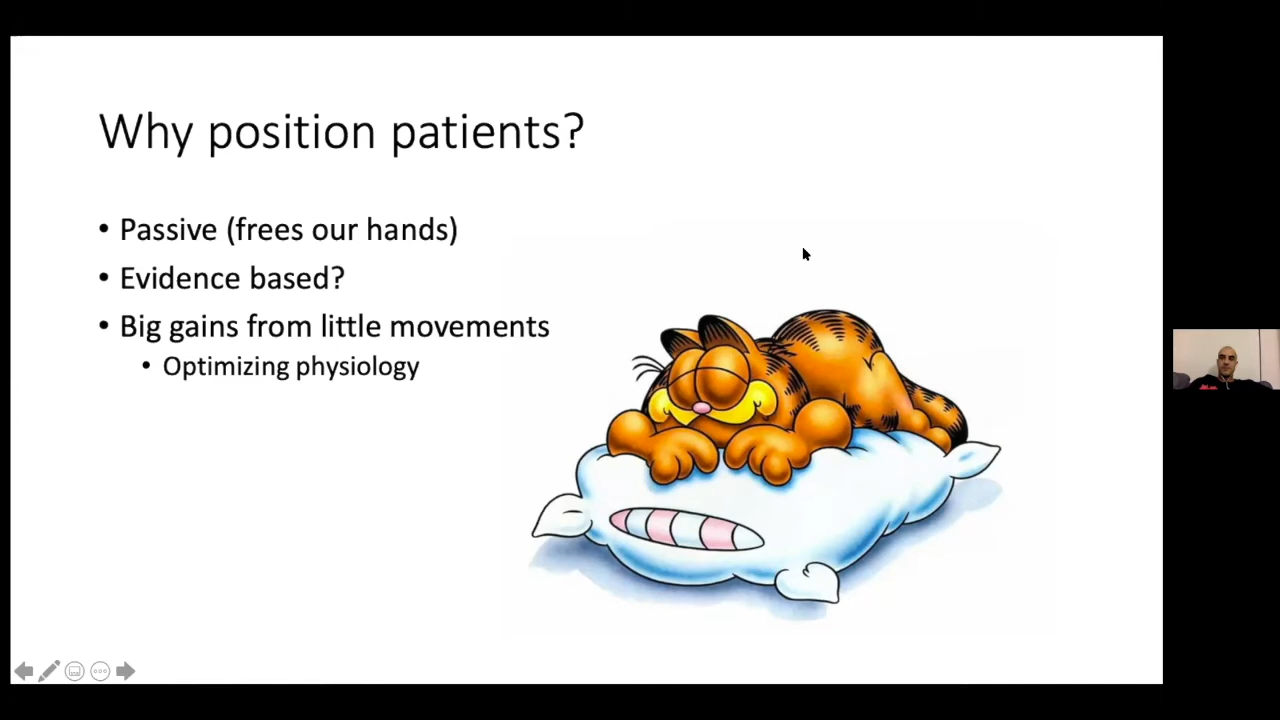 Why position patients?
• Passive (frees our hands)
• Evidence based?
• Big gains from little movements
• Optimizing physiology